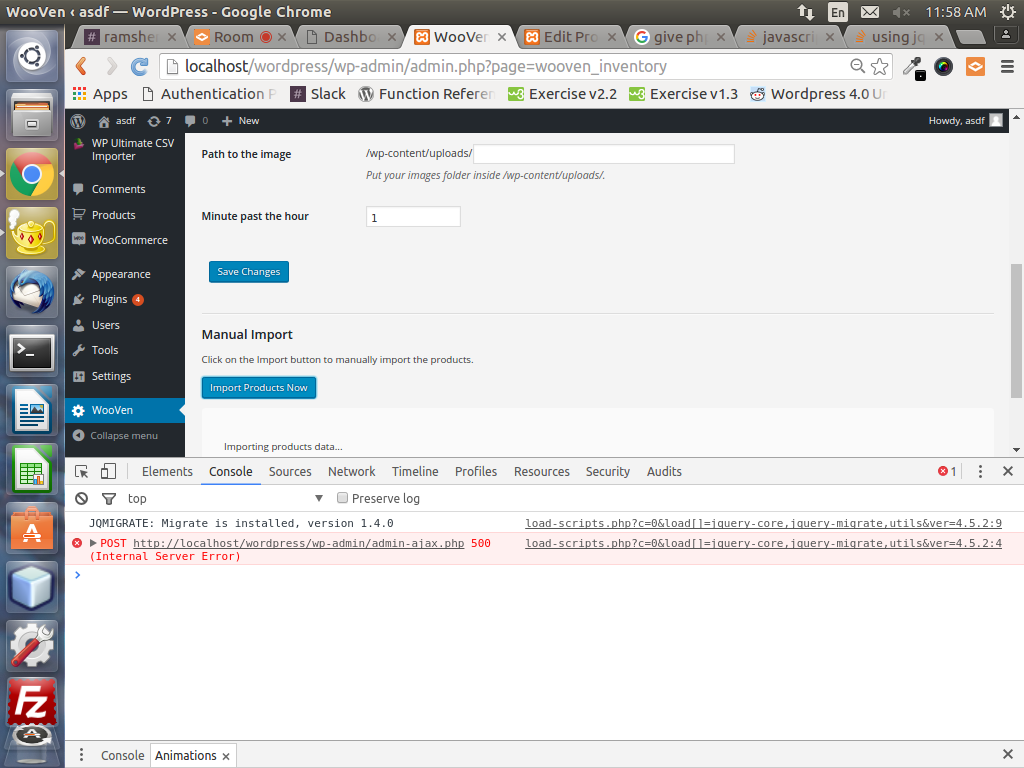 WooVen ‹ asdf — WordPress - Google Chrome
En
11:58 AM
ramshe
Room
Dashbo
WooVe
Edit Pro
give php
javascri
using jq
localhost/wordpress/wp-admin/admin.php?page=wooven_inventory
Apps
Authentication P
Slack
Function Referen
Exercise v2.2
Exercise v1.3
Wordpress 4.0 Ur
asdf
7
0
New
Howdy, asdf
WP Ultimate CSV
Importer
Comments
Products
WooCommerce
Appearance
Plugins 4
Users
Tools
Settings
WooVen
Collapse menu
Path to the image
/wp-content/uploads/
Put your images folder inside /wp-content/uploads/.
Minute past the hour
1
Save Changes
Manual Import
Click on the Import button to manually import the products.
Import Products Now
Importing products data...
Elements Console Sources Network Timeline Profiles Resources Security Audits
1
top
Preserve log
JQMIGRATE: Migrate is installed, version 1.4.0
load-scripts.php?c=0&load[]=jquery-core,jquery-migrate,utils&ver=4.5.2:9
POST http://localhost/wordpress/wp-admin/admin-ajax.php 500
load-scripts.php?c=0&load[]=jquery-core,jquery-migrate,utils&ver=4.5.2:4
(Internal Server Error)
Console
Animations